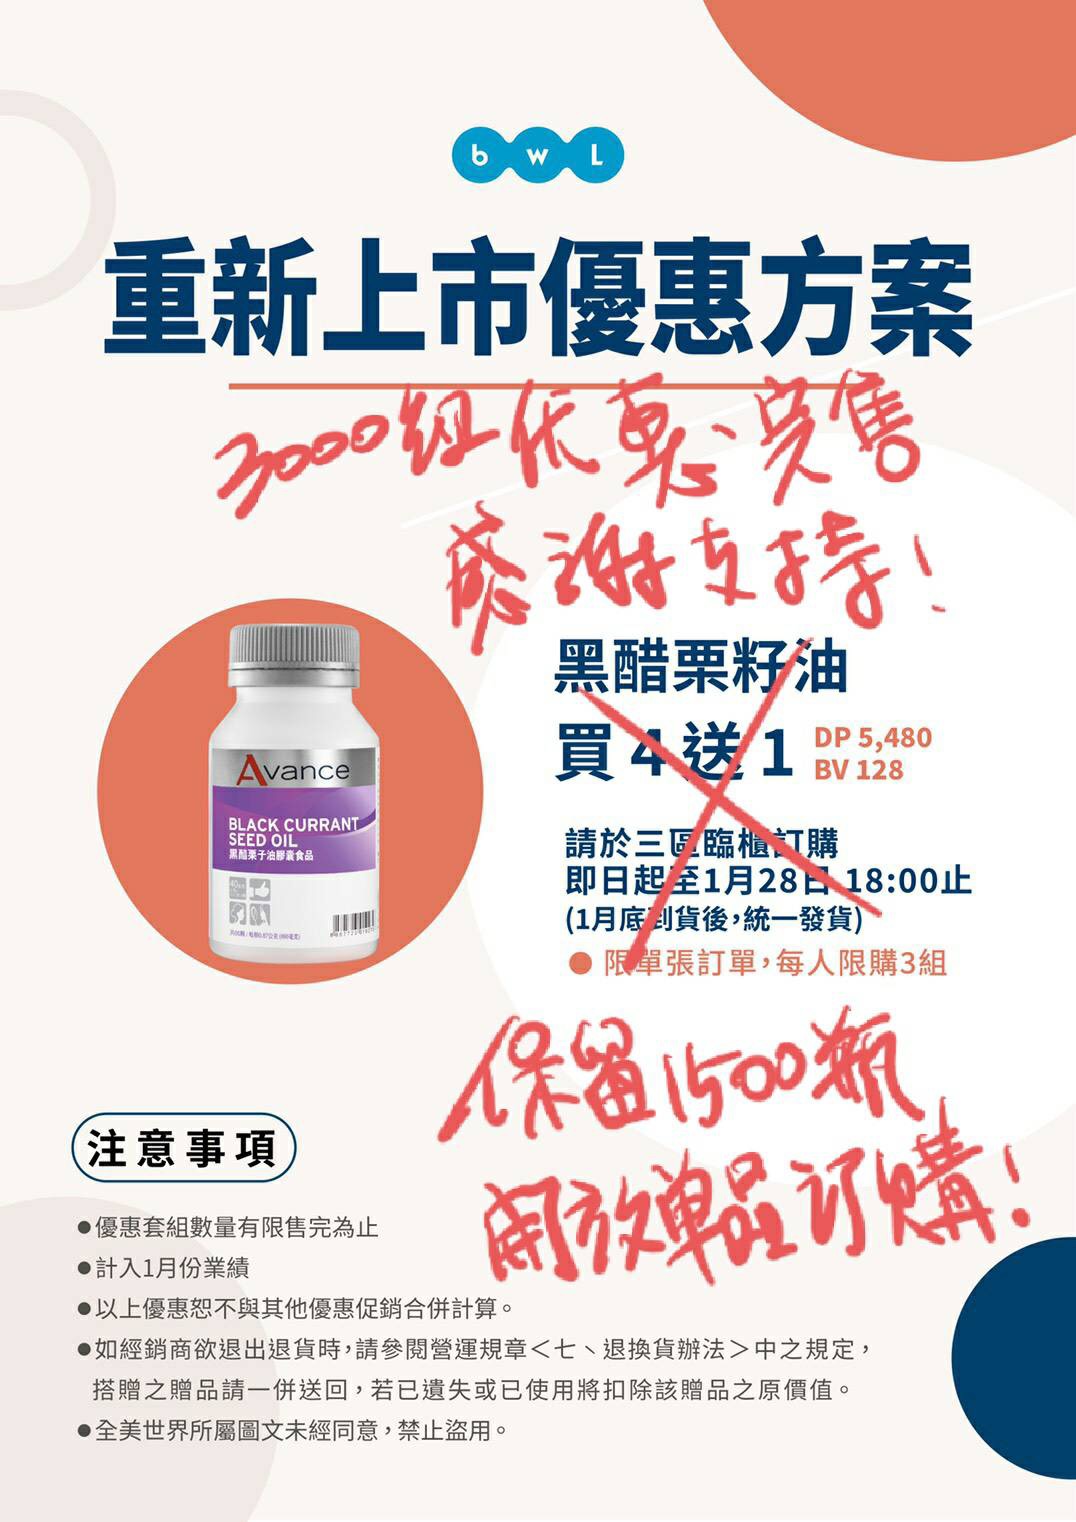 bwL
重新上市優惠方案
3000組優惠完售
感謝支持！
黑醋栗籽油
買4送1
DP 5,480
BV 128
請於三區臨櫃訂購
即日起至1月28日 18:00止
(1月底到貨後，統一發貨)
● 限單張訂單，每人限購3組
Avance
BLACK CURRANT
SEED OIL
黑醋栗子油膠囊食品
保留1500瓶
開放單品訂購！
注意事項
●優惠套組數量有限售完為止
●計入1月份業績
●以上優惠恕不與其他優惠促銷合併計算。
●如經銷商欲退出退貨時，請參閱營運規章＜七、退換貨辦法＞中之規定，
搭贈之贈品請一併送回，若已遺失或已使用將扣除該贈品之原價值。
●全美世界所屬圖文未經同意，禁止盜用。